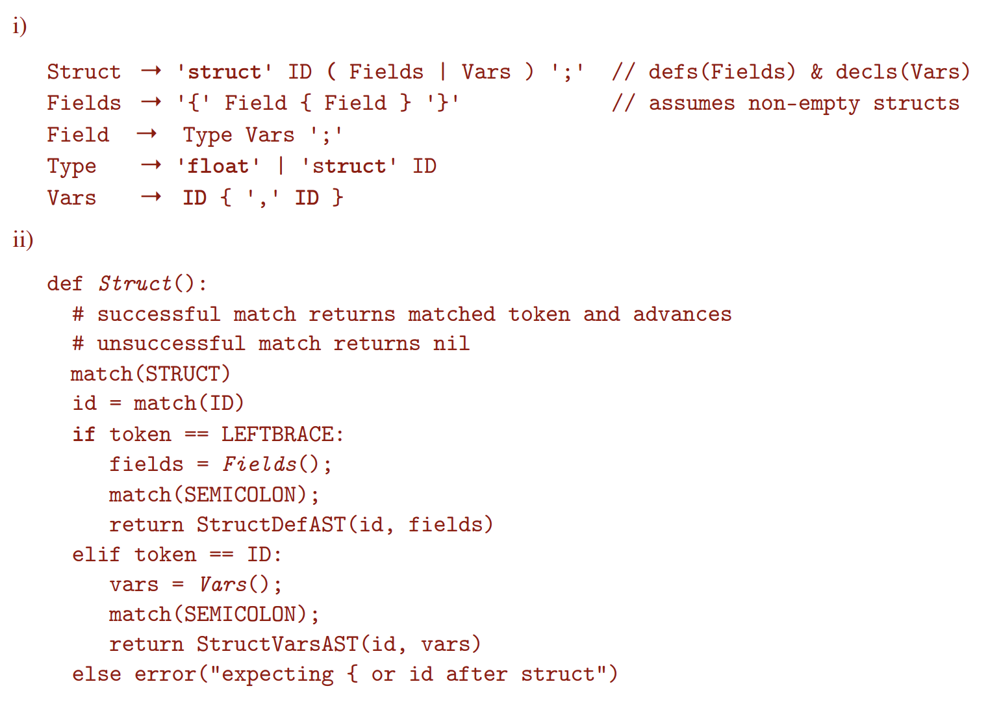 i)
Struct → 'struct' ID ( Fields | Vars ) ';' // defs(Fields) & decls(Vars)
Fields → '{' Field { Field } '}' // assumes non-empty structs
Field → Type Vars ';'
Type → 'float' | 'struct' ID
Vars → ID { ',' ID }
ii)
def Struct():
# successful match returns matched token and advances
# unsuccessful match returns nil
match(STRUCT)
id = match(ID)
if token == LEFTBRACE:
fields = Fields();
match(SEMICOLON);
return StructDefAST(id, fields)
elif token == ID:
vars = Vars();
match(SEMICOLON);
return StructVarsAST(id, vars)
else error("expecting { or id after struct")